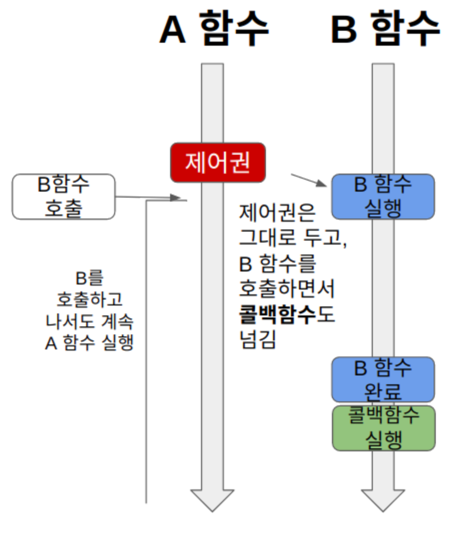 A 함수
B 함수
제어권
B함수
호출
B 함수
실행
제어권은
그대로 두고,
B 함수를
호출하면서
콜백함수도
넘김
B를
호출하고
나서도 계속
A 함수 실행
B 함수
완료
콜백함수
실행